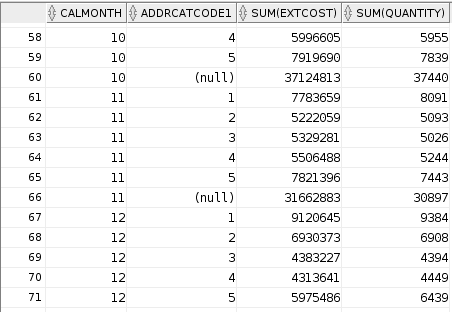 CALMONTH ADDRCATCODE1 SUM(EXTCOST) SUM(QUANTITY)
58 10 4 5996605 5955
59 10 5 7919690 7839
60 10 (null) 37124813 37440
61 11 1 7783659 8091
62 11 2 5222059 5093
63 11 3 5329281 5026
64 11 4 5506488 5244
65 11 5 7821396 7443
66 11 (null) 31662883 30897
67 12 1 9120645 9384
68 12 2 6930373 6908
69 12 3 4383227 4394
70 12 4 4313641 4449
71 12 5 5975486 6439